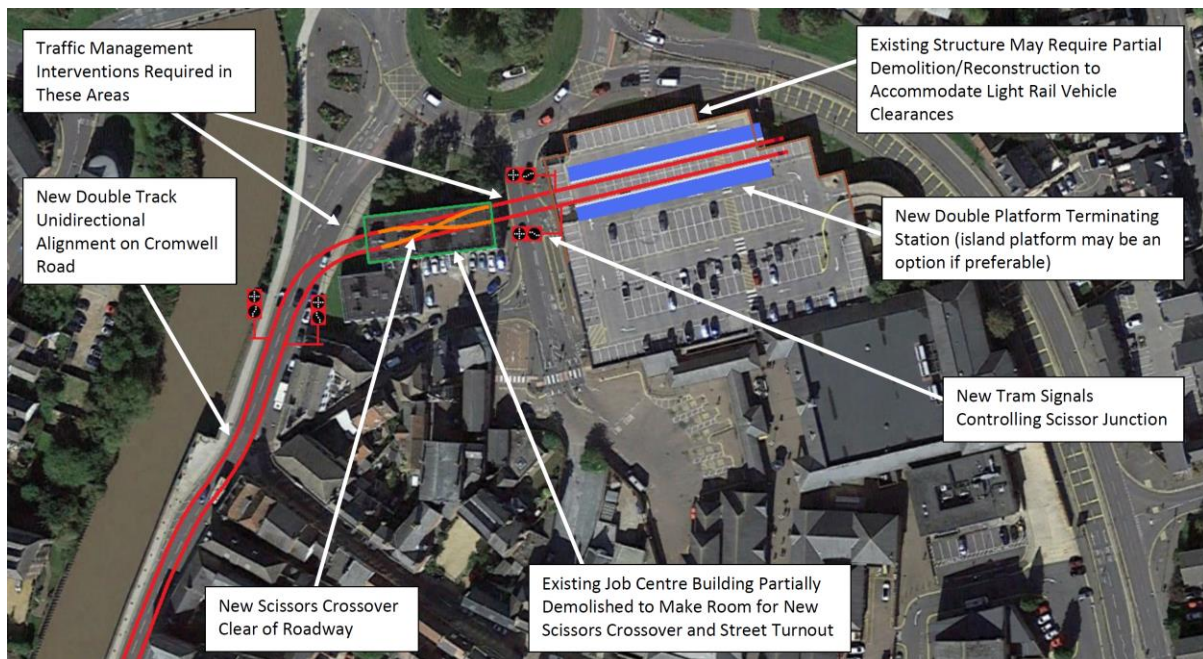 Traffic Management
Interventions Required in
These Areas
Existing Structure May Require Partial
Demolition/Reconstruction to
Accommodate Light Rail Vehicle
Clearances
New Double Track
Unidirectional
Alignment on Cromwell
Road
New Double Platform Terminating
Station (island platform may be an
option if preferable)
New Tram Signals
Controlling Scissor Junction
New Scissors Crossover
Clear of Roadway
Existing Job Centre Building Partially
Demolished to Make Room for New
Scissors Crossover and Street Turnout